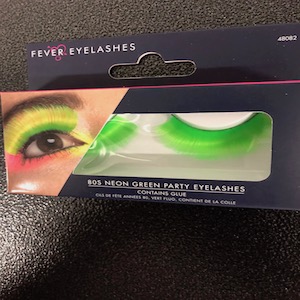 FEVER EYELASHES
48082
80S NEON GREEN PARTY EYELASHES
CONTAINS GLUE
CILS DE FÊTE ANNÉES 80, VERT FLUO, CONTIENT DE LA COLLE